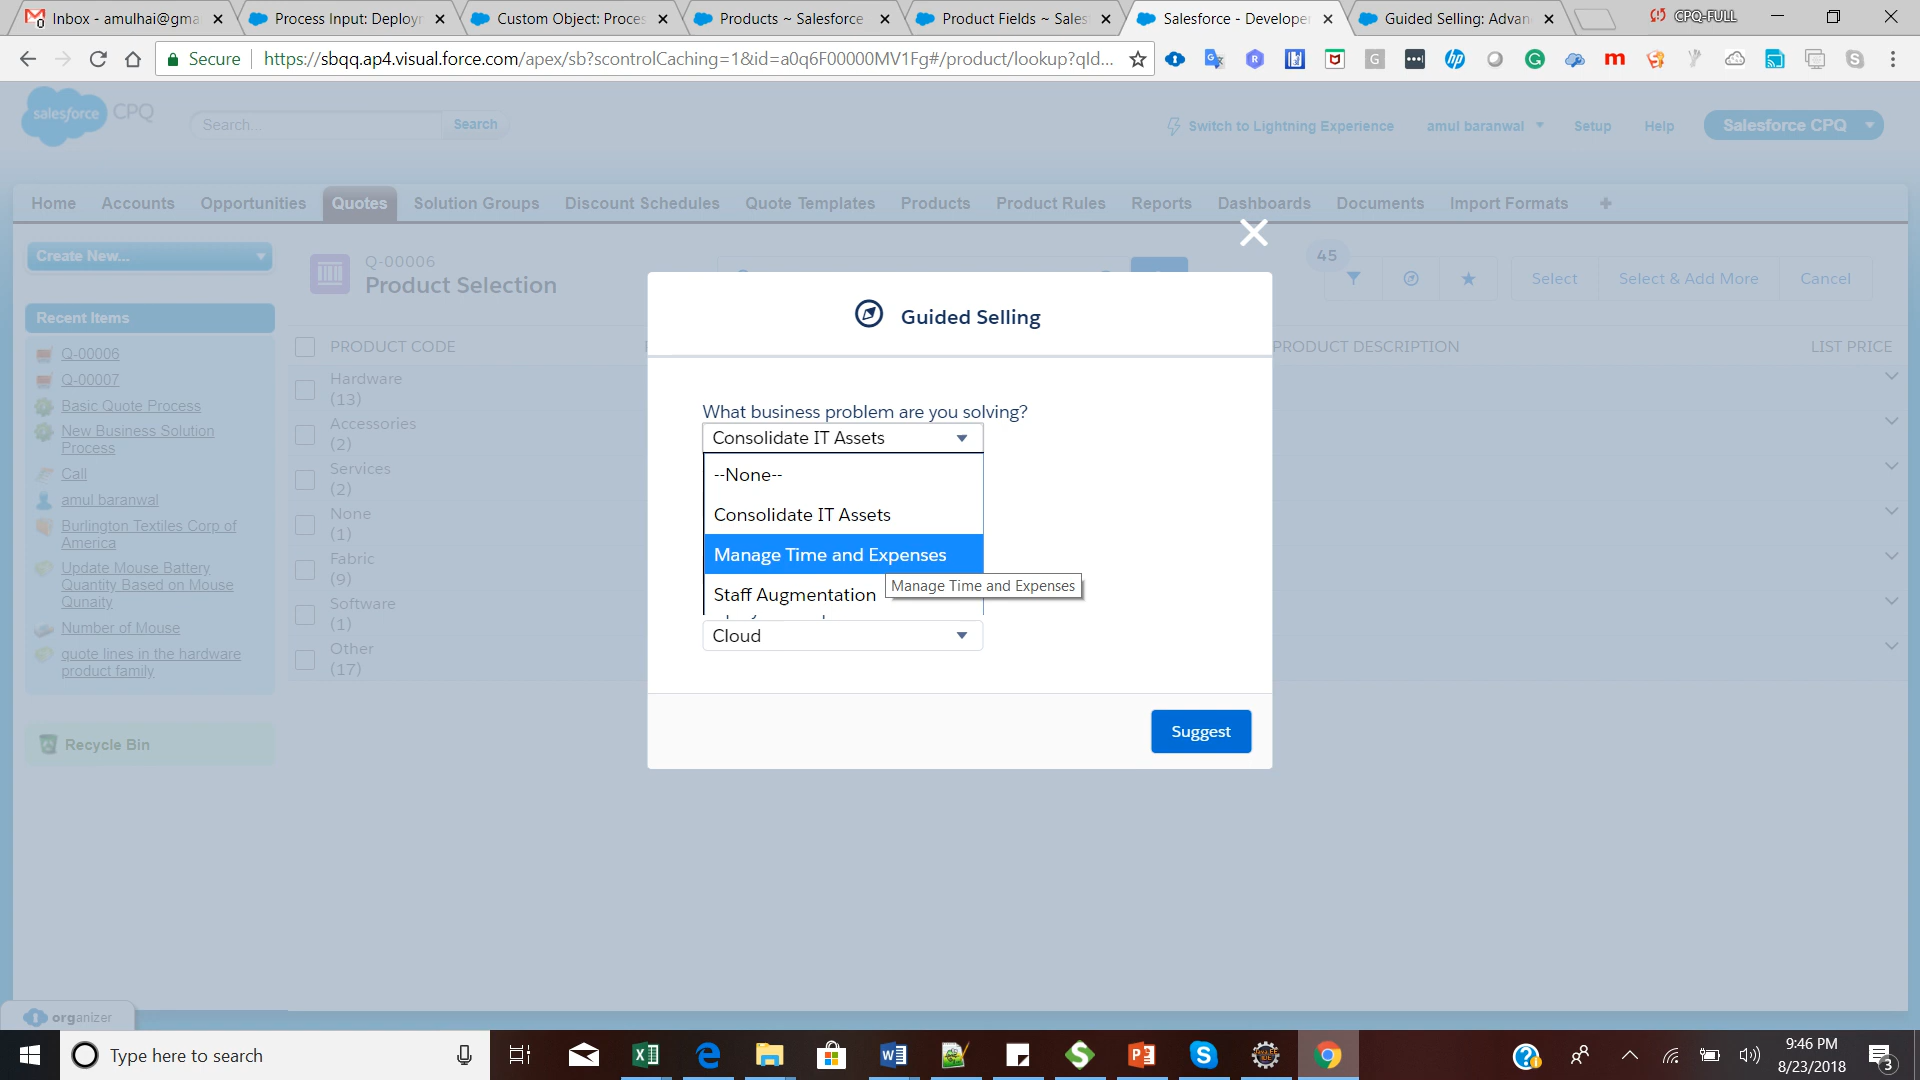 Inbox - amulhai@gma
Process Input: Deployr
Custom Object: Proces
Products ~ Salesforce
Product Fields ~ Sales
Salesforce - Developer
Guided Selling: Advan
CPQ-FULL
Secure
https://sbqq.ap4.visual.force.com/apex/sb?scontrolCaching=1&id=a0q6F00000MV1Fg#/product/lookup?qId...
salesforce CPQ
Search...
Search
Switch to Lightning Experience
amul baranwal
Setup
Help
Salesforce CPQ
Home
Accounts
Opportunities
Quotes
Solution Groups
Discount Schedules
Quote Templates
Products
Product Rules
Reports
Dashboards
Documents
Import Formats
+
Create New...
Recent Items
Q-00006
Q-00007
Basic Quote Process
New Business Solution
Process
Call
amul baranwal
Burlington Textiles Corp of
America
Update Mouse Battery
Quantity Based on Mouse
Qunaity
Number of Mouse
quote lines in the hardware
product family
Recycle Bin
Q-00006
Product Selection
45
Select
Select & Add More
Cancel
PRODUCT CODE
PRODUCT DESCRIPTION
LIST PRICE
Hardware
(13)
Accessories
(2)
Services
(2)
None
(1)
Fabric
(9)
Software
(1)
Other
(17)
Guided Selling
What business problem are you solving?
Consolidate IT Assets
--None--
Consolidate IT Assets
Manage Time and Expenses
Manage Time and Expenses
Staff Augmentation
Cloud
Suggest
organizer
Type here to search
9:46 PM
8/23/2018
3